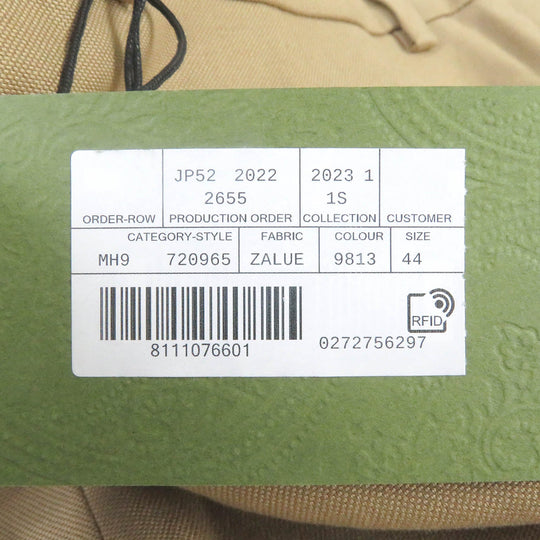 JP52 2022 2023 1
2655 1S
ORDER-ROW PRODUCTION ORDER COLLECTION CUSTOMER
CATEGORY-STYLE FABRIC COLOUR SIZE
MH9 720965 ZALUE 9813 44
RFID
8111076601 0272756297